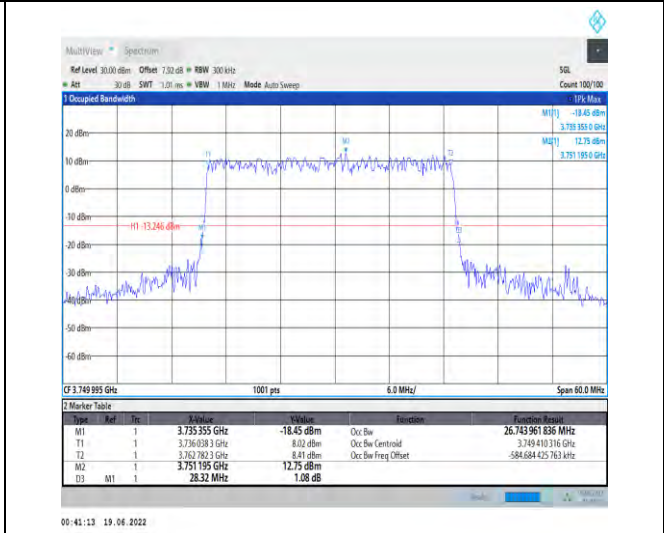 MultiView Spectrum
Ref Level 30.00 dBm Offset 7.92 dB RBW 300 kHz SGL
Att 30 dB SWT 1.01 ms VBW 1 MHz Mode Auto Sweep Count 100/100
1 Occupied Bandwidth 1Pk Max
M1(1) -18.45 dBm
3.735 355 0 GHz
20 dBm M2(1) 12.75 dBm
3.751 195 0 GHz
T1 M2 T2
10 dBm
0 dBm
-10 dBm
H1 -13.246 dBm
-20 dBm
-30 dBm
-40 dBm
-50 dBm
-60 dBm
CF 3.749 995 GHz 1001 pts 6.0 MHz/ Span 60.0 MHz
2 Marker Table
Type Ref Trc X-Value Y-Value Function Function Result
M1 1 3.735 355 GHz -18.45 dBm Occ Bw 26.743 961 836 MHz
T1 1 3.736 038 3 GHz 8.02 dBm Occ Bw Centroid 3.749 410 316 GHz
T2 1 3.762 782 3 GHz 8.41 dBm Occ Bw Freq Offset -584.684 425 763 kHz
M2 1 3.751 195 GHz 12.75 dBm
D3 M1 1 28.32 MHz 1.08 dB
00:41:13 19.06.2022